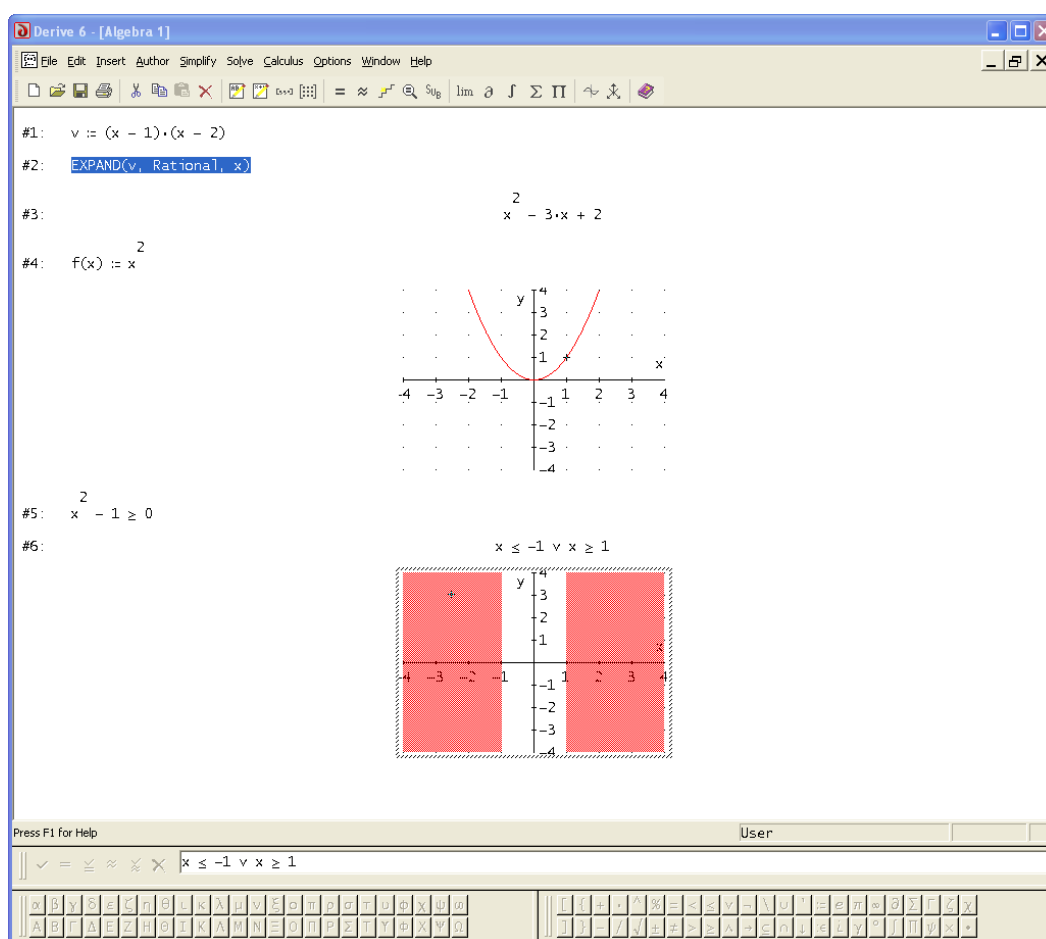 Derive 6 - [Algebra 1]
File Edit Insert Author Simplify Solve Calculus Options Window Help
= ≈ SUB lim ∂ ∫ Σ Π
#1: v := (x − 1)·(x − 2)
#2: EXPAND(v, Rational, x)
2
#3: x − 3·x + 2
2
#4: f(x) := x
y 4
3
2
1
x
-4 -3 -2 -1 1 2 3 4
-1
-2
-3
-4
2
#5: x − 1 ≥ 0
#6: x ≤ -1 ∨ x ≥ 1
y 4
3
2
1
x
-4 -3 -2 -1 1 2 3 4
-1
-2
-3
-4
Press F1 for Help User
x ≤ -1 ∨ x ≥ 1
α β γ δ ε ζ η θ ι κ λ μ ν ξ ο π ρ σ τ υ φ χ ψ ω [ { + · ^ % = < ≤ ∨ ¬ \ ∪ ' := e π ∞ ∂ Σ Γ ζ χ
Α Β Γ Δ Ε Ζ Η Θ Ι Κ Λ Μ Ν Ξ Ο Π Ρ Σ Τ Υ Φ Χ Ψ Ω ] } − / √ ± ≠ > ≥ ∧ → ⊆ ∩ ↓ ∫ Π ψ × •